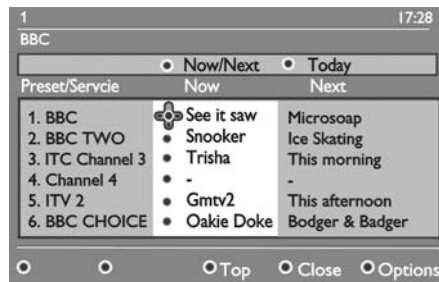 1 17:28
BBC
Now/Next Today
Preset/Servcie Now Next
1. BBC See it saw Microsoap
2. BBC TWO Snooker Ice Skating
3. ITC Channel 3 Trisha This morning
4. Channel 4 - -
5. ITV 2 Gmtv2 This afternoon
6. BBC CHOICE Oakie Doke Bodger & Badger
Top Close Options